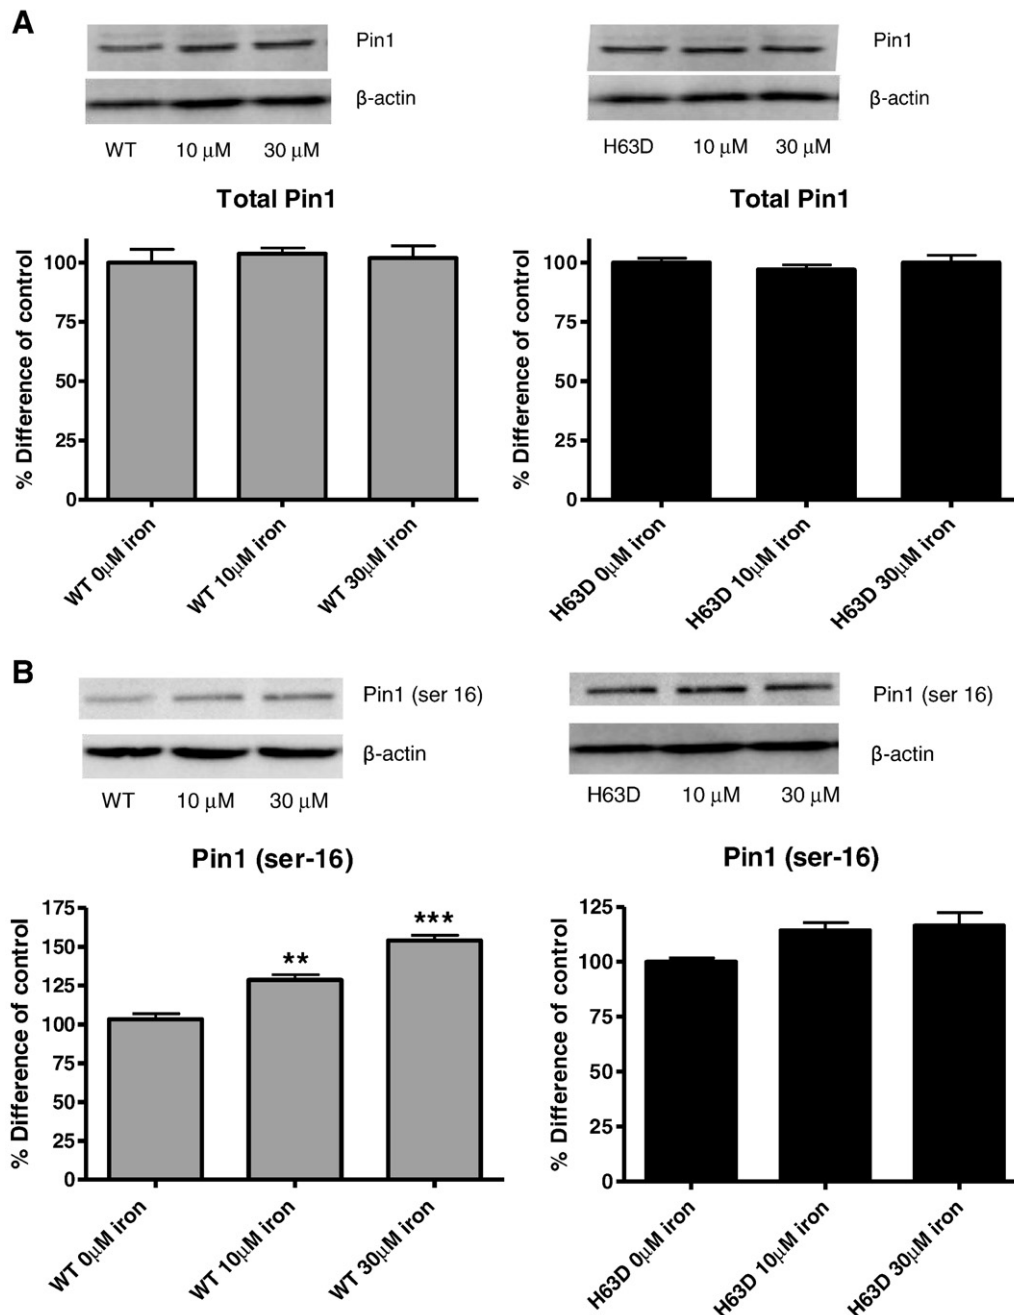 A
Pin1
β-actin
WT 10 μM 30 μM
Total Pin1
% Difference of control
100
75
50
25
0
WT 0μM iron
WT 10μM iron
WT 30μM iron
Pin1
β-actin
H63D 10 μM 30 μM
Total Pin1
% Difference of control
100
75
50
25
0
H63D 0μM iron
H63D 10μM iron
H63D 30μM iron
B
Pin1 (ser 16)
β-actin
WT 10 μM 30 μM
Pin1 (ser-16)
% Difference of control
175
150
125
100
75
50
25
0
**
***
WT 0μM iron
WT 10μM iron
WT 30μM iron
Pin1 (ser 16)
β-actin
H63D 10 μM 30 μM
Pin1 (ser-16)
% Difference of control
125
100
75
50
25
0
H63D 0μM iron
H63D 10μM iron
H63D 30μM iron